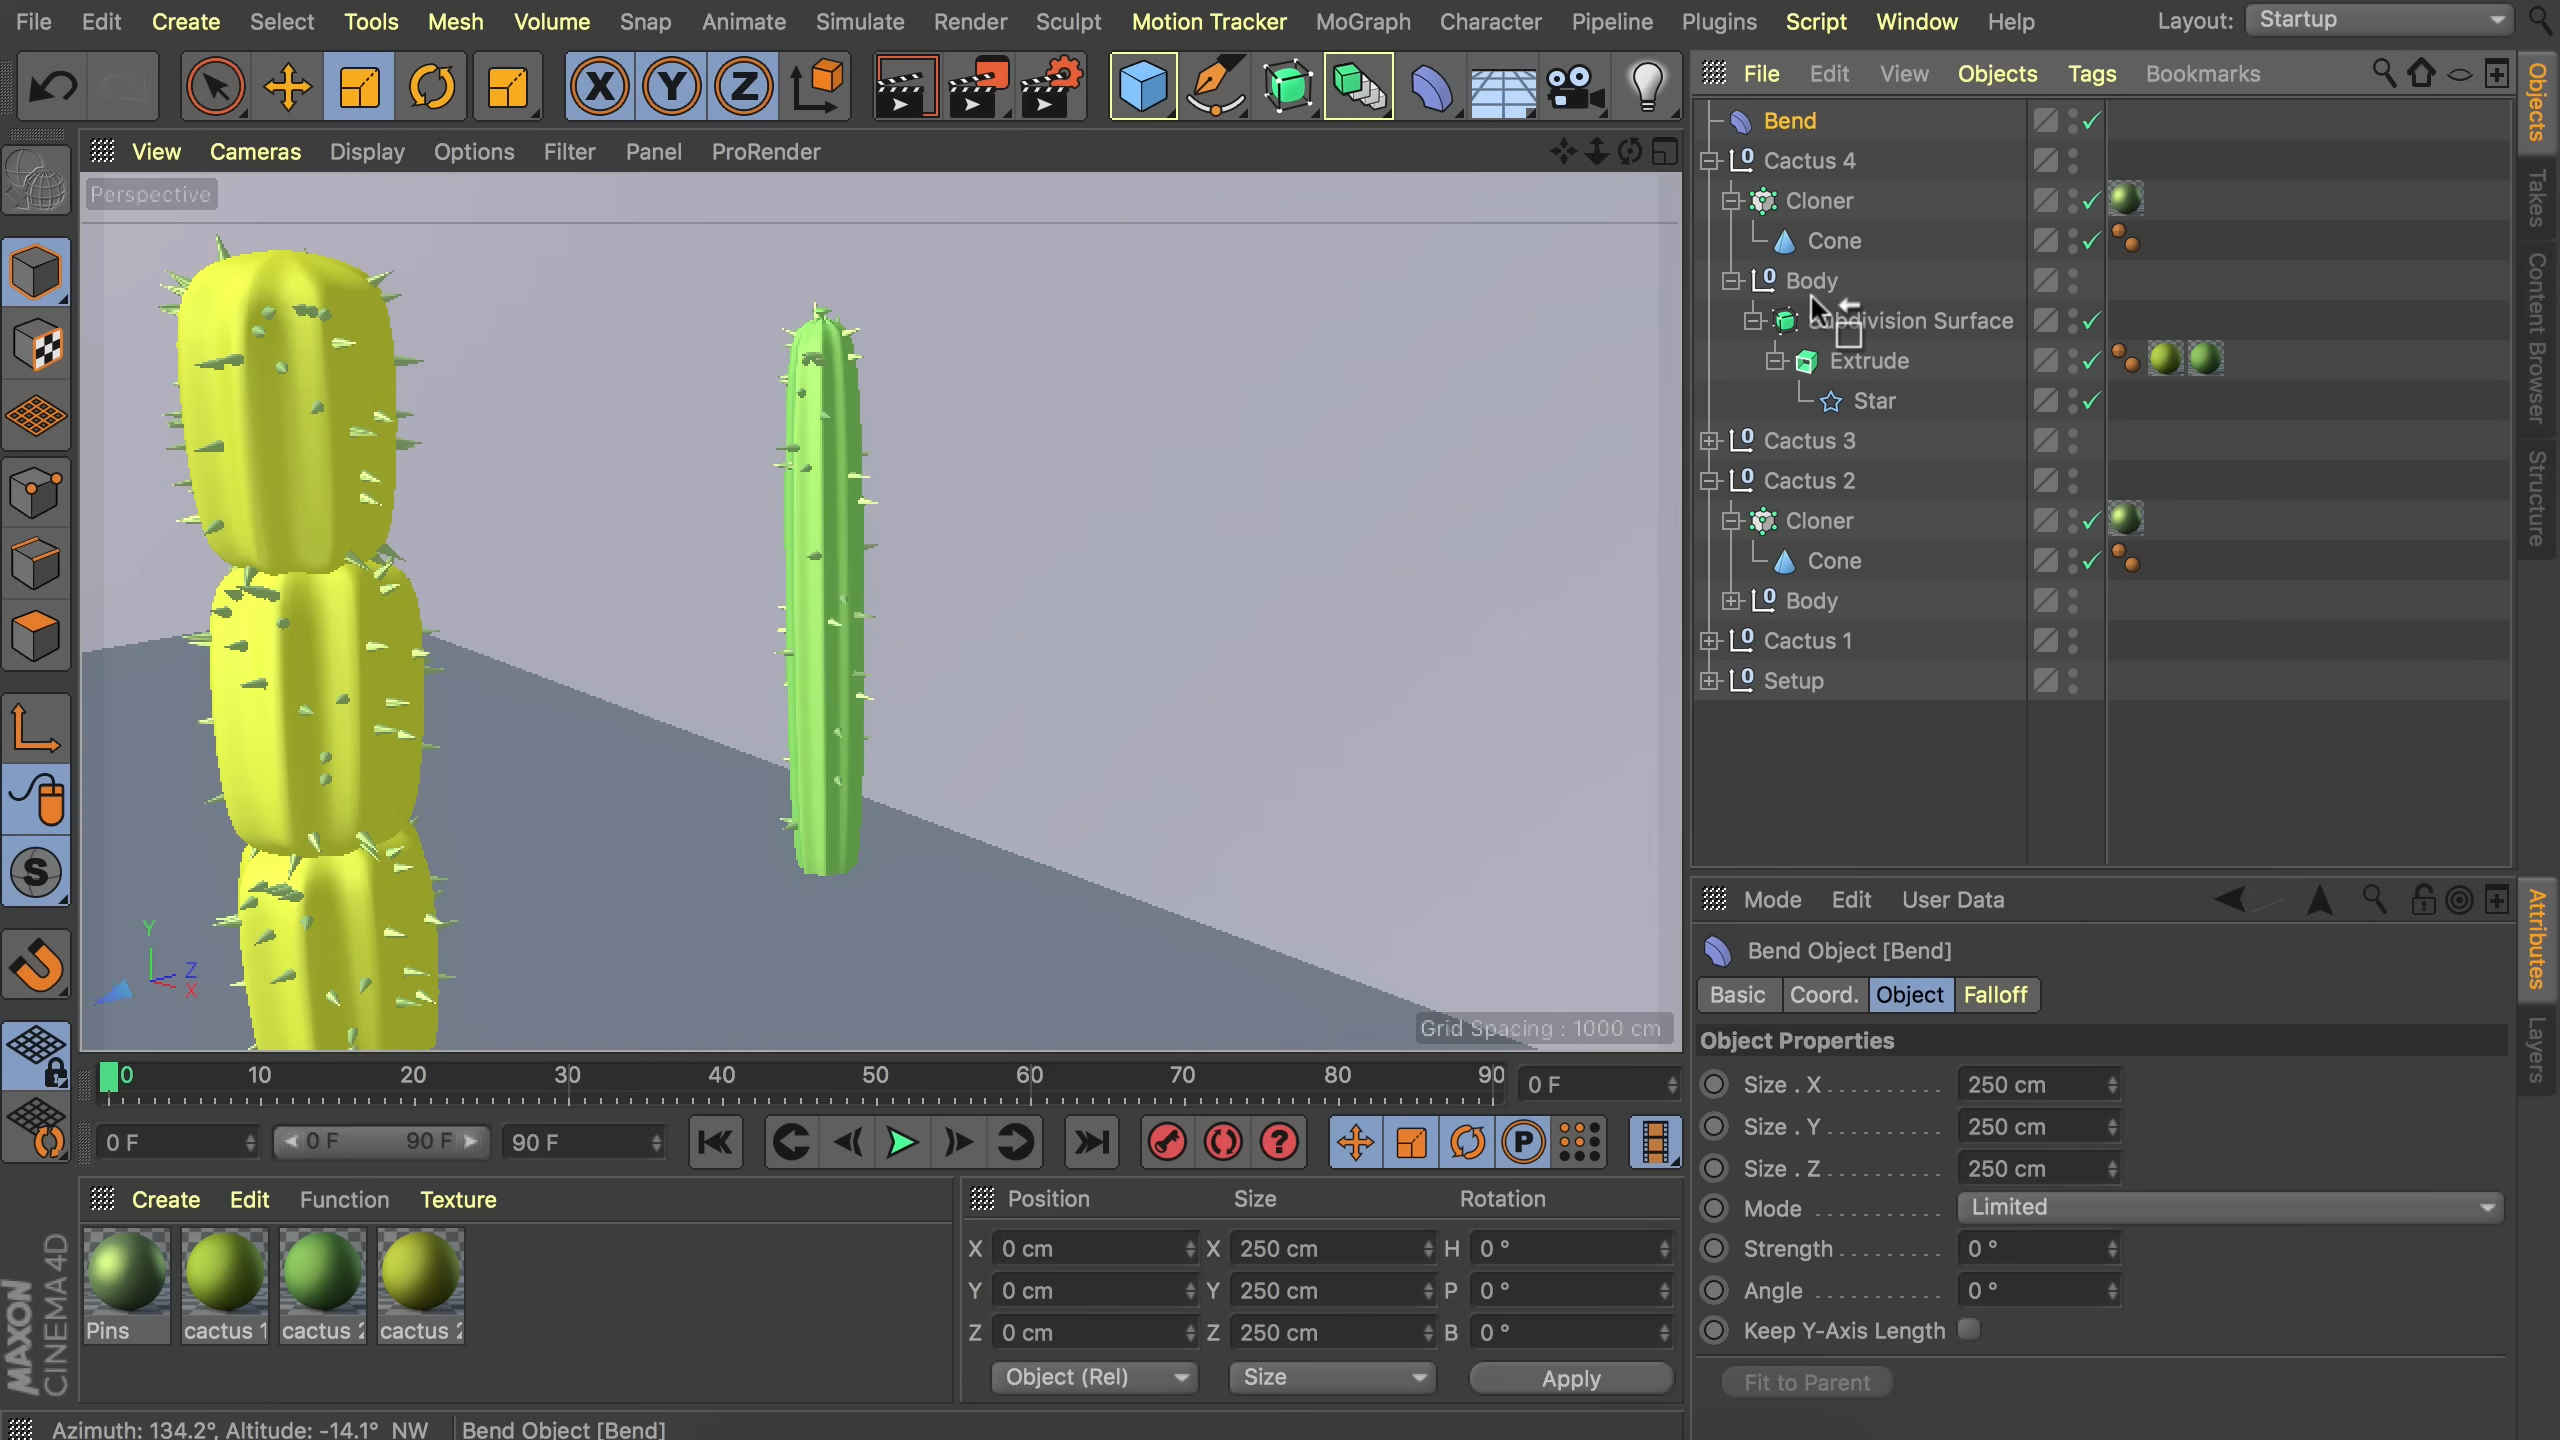 File Edit Create Select Tools Mesh Volume Snap Animate Simulate Render Sculpt Motion Tracker MoGraph Character Pipeline Plugins Script Window Help Layout: Startup
X Y Z
File Edit View Objects Tags Bookmarks
View Cameras Display Options Filter Panel ProRender
Perspective
Bend
Cactus 4
Cloner
Cone
Body
Subdivision Surface
Extrude
Star
Cactus 3
Cactus 2
Cloner
Cone
Body
Cactus 1
Setup
Objects
Takes
Content Browser
Structure
S
Y
Z
X
Grid Spacing : 1000 cm
0 10 20 30 40 50 60 70 80 90 0 F
0 F 0 F 90 F 90 F
P
Mode Edit User Data
Bend Object [Bend]
Basic Coord. Object Falloff
Object Properties
Size . X 250 cm
Size . Y 250 cm
Size . Z 250 cm
Mode Limited
Strength 0 °
Angle 0 °
Keep Y-Axis Length
Fit to Parent
Attributes
Layers
Create Edit Function Texture
Pins cactus 1 cactus 2 cactus 2
Position Size Rotation
X 0 cm X 250 cm H 0 °
Y 0 cm Y 250 cm P 0 °
Z 0 cm Z 250 cm B 0 °
Object (Rel) Size Apply
MAXON
CINEMA 4D
Azimuth: 134.2°, Altitude: -14.1° NW Bend Object [Bend]